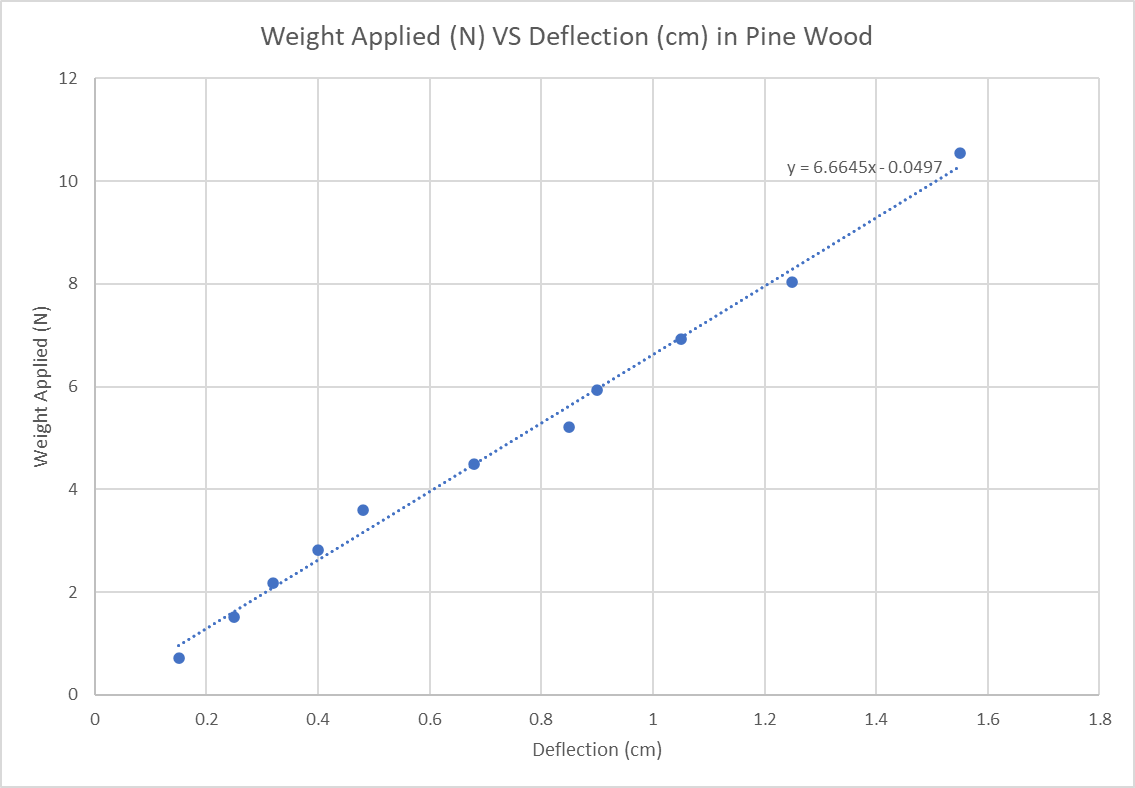 Weight Applied (N) VS Deflection (cm) in Pine Wood
12
y = 6.6645x - 0.0497
10
8
Weight Applied (N)
6
4
2
0
0 0.2 0.4 0.6 0.8 1 1.2 1.4 1.6 1.8
Deflection (cm)